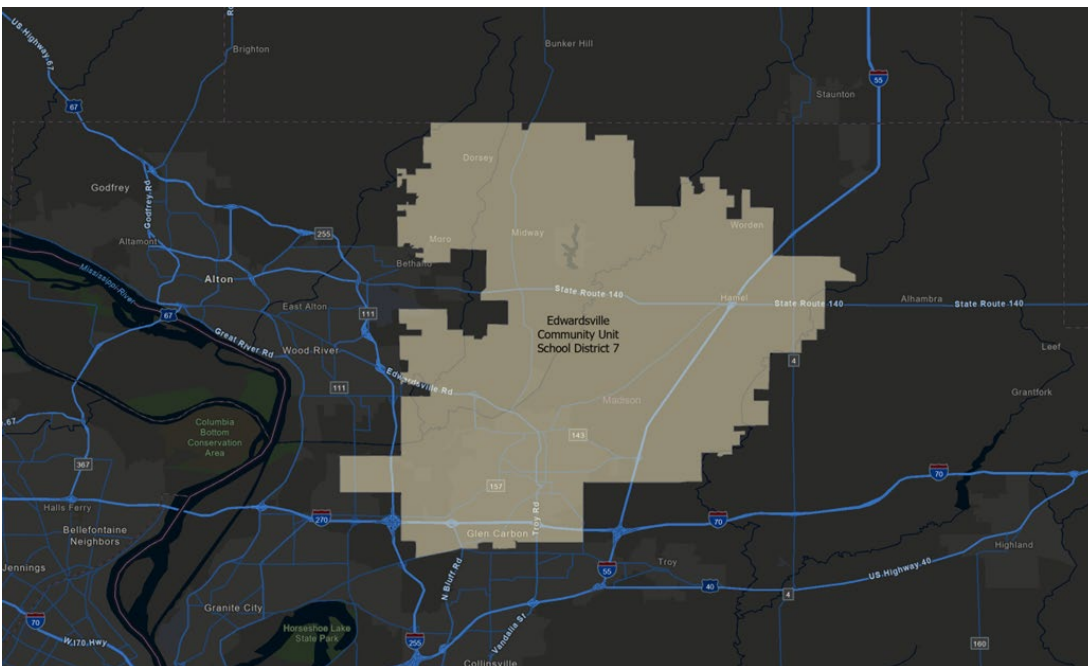 US Highway 67
Ro
Brighton
Bunker Hill
55
Staunton
67
Dorsey
Godfrey
Godfrey Rd
Worden
255
Moro
Midway
Altamont
Bethalto
Mississippi River
Alton
State Route 140
Hamel
State Route 140
Alhambra
State Route 140
East Alton
67
111
Edwardsville
Community Unit
School District 7
Great River Rd
Wood River
Leef
4
111
Edwardsville Rd
Grantfork
Madison
.67
Columbia
Bottom
Conservation
Area
143
367
70
157
Halls Ferry
270
Troy Rd
70
Bellefontaine
Neighbors
Glen Carbon
Highland
Jennings
N Bluff Rd
55
Troy
US Highway 40
40
Granite City
4
70
Horseshoe Lake
State Park
Vandalia St
W I70 Hwy
255
160
Collinsville